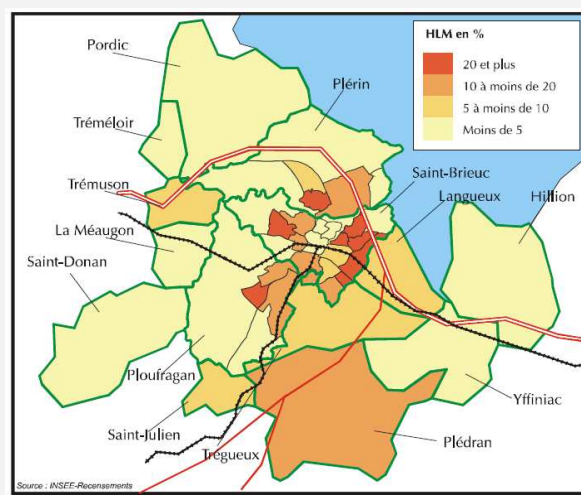 Pordic
HLM en %
20 et plus
10 à moins de 20
5 à moins de 10
Moins de 5
Plérin
Tréméloir
Saint-Brieuc
Trémuson
Langueux
Hillion
La Méaugon
Saint-Donan
Ploufragan
Yffiniac
Saint-Julien
Plédran
Trégueux
Source : INSEE-Recensements